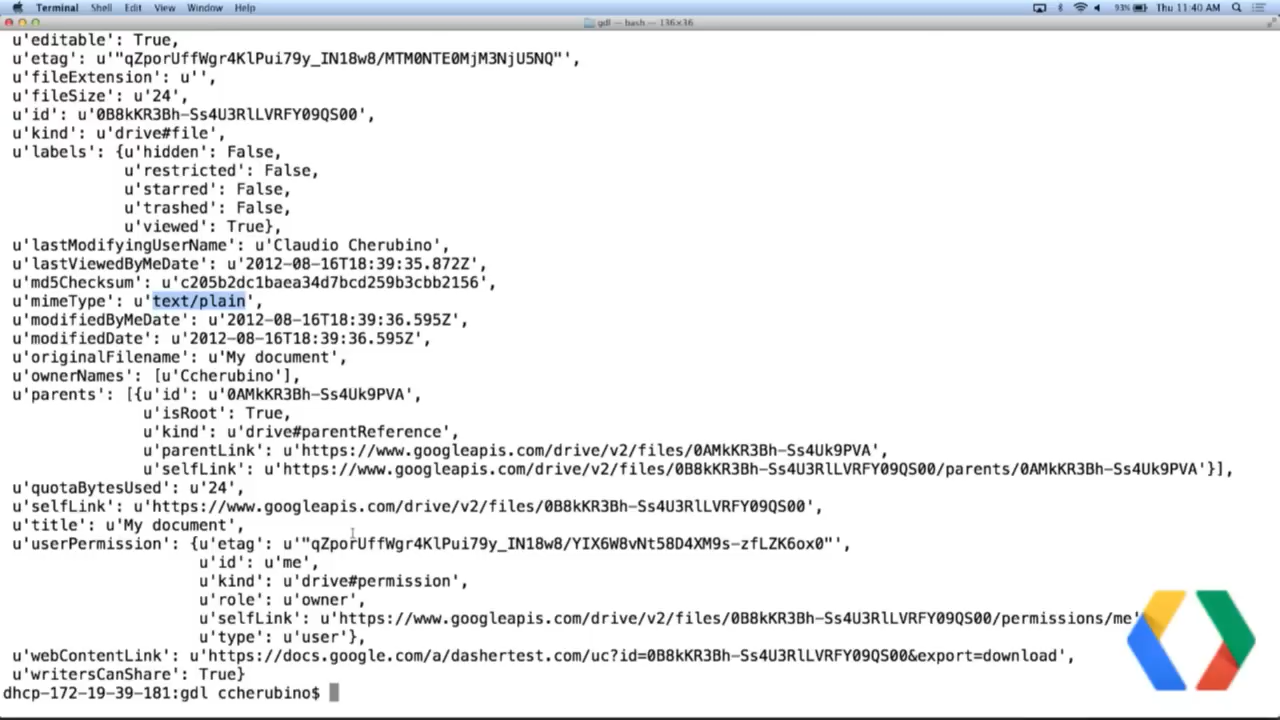 Terminal Shell Edit View Window Help 93% Thu 11:40 AM
gdl — bash — 136×36
u'editable': True,
u'etag': u'"qZporUffWgr4KlPui79y_IN18w8/MTM0NTE0MjM3NjU5NQ"',
u'fileExtension': u'',
u'fileSize': u'24',
u'id': u'0B8kKR3Bh-Ss4U3RlLVRFY09QS00',
u'kind': u'drive#file',
u'labels': {u'hidden': False,
u'restricted': False,
u'starred': False,
u'trashed': False,
u'viewed': True},
u'lastModifyingUserName': u'Claudio Cherubino',
u'lastViewedByMeDate': u'2012-08-16T18:39:35.872Z',
u'md5Checksum': u'c205b2dc1baea34d7bcd259b3cbb2156',
u'mimeType': u'text/plain',
u'modifiedByMeDate': u'2012-08-16T18:39:36.595Z',
u'modifiedDate': u'2012-08-16T18:39:36.595Z',
u'originalFilename': u'My document',
u'ownerNames': [u'Ccherubino'],
u'parents': [{u'id': u'0AMkKR3Bh-Ss4Uk9PVA',
u'isRoot': True,
u'kind': u'drive#parentReference',
u'parentLink': u'https://www.googleapis.com/drive/v2/files/0AMkKR3Bh-Ss4Uk9PVA',
u'selfLink': u'https://www.googleapis.com/drive/v2/files/0B8kKR3Bh-Ss4U3RlLVRFY09QS00/parents/0AMkKR3Bh-Ss4Uk9PVA'}],
u'quotaBytesUsed': u'24',
u'selfLink': u'https://www.googleapis.com/drive/v2/files/0B8kKR3Bh-Ss4U3RlLVRFY09QS00',
u'title': u'My document',
u'userPermission': {u'etag': u'"qZporUffWgr4KlPui79y_IN18w8/YIX6W8vNt58D4XM9s-zfLZK6ox0"',
u'id': u'me',
u'kind': u'drive#permission',
u'role': u'owner',
u'selfLink': u'https://www.googleapis.com/drive/v2/files/0B8kKR3Bh-Ss4U3RlLVRFY09QS00/permissions/me'
u'type': u'user'},
u'webContentLink': u'https://docs.google.com/a/dashertest.com/uc?id=0B8kKR3Bh-Ss4U3RlLVRFY09QS00&export=download',
u'writersCanShare': True}
dhcp-172-19-39-181:gdl ccherubino$